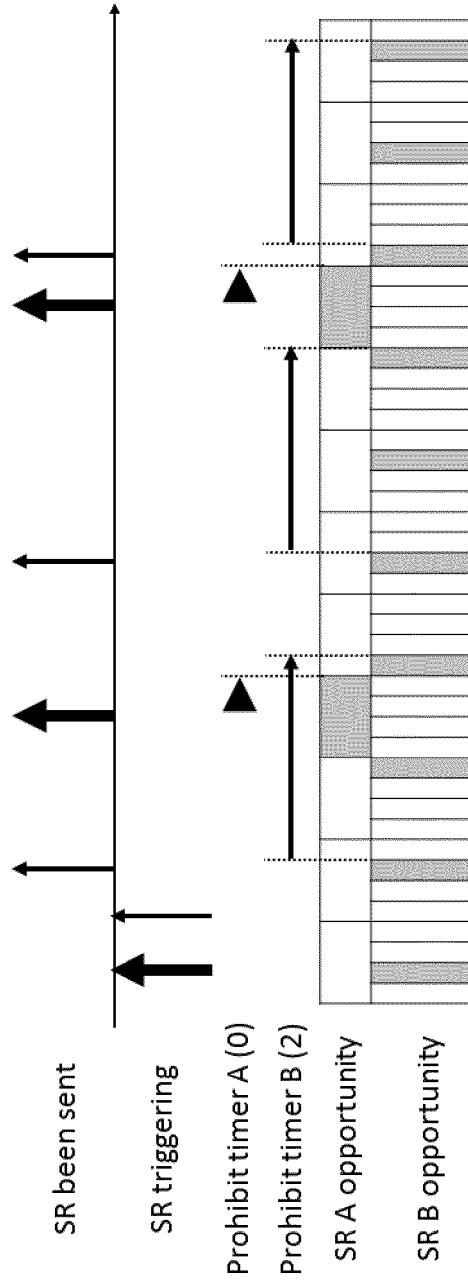 SR been sent
SR triggering
Prohibit timer A (0)
Prohibit timer B (2)
SR A opportunity
SR B opportunity